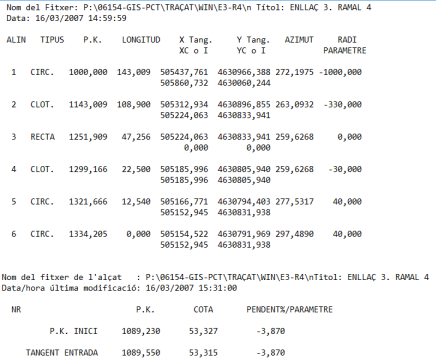 Nom del Fitxer: P:\06154-GIS-PCT\TRAÇAT\WIN\E3-R4\n Títol: ENLLAÇ 3. RAMAL 4
Data: 16/03/2007 14:59:59
ALIN TIPUS P.K. LONGITUD X Tang. Y Tang. AZIMUT RADI
XC o I YC o I PARAMETRE
1 CIRC. 1000,000 143,009 505437,761 4630966,388 272,1975 -1000,000
505860,732 4630060,244
2 CLOT. 1143,009 108,900 505312,934 4630896,855 263,0932 -330,000
505224,063 4630833,941
3 RECTA 1251,909 47,256 505224,063 4630833,941 259,6268 0,000
0,000 0,000
4 CLOT. 1299,166 22,500 505185,996 4630805,940 259,6268 -30,000
505185,996 4630805,940
5 CIRC. 1321,666 12,540 505166,771 4630794,403 277,5317 40,000
505152,945 4630831,938
6 CIRC. 1334,205 0,000 505154,522 4630791,969 297,4890 40,000
505152,945 4630831,938
Nom del fitxer de l'alçat : P:\06154-GIS-PCT\TRAÇAT\WIN\E3-R4\nTítol: ENLLAÇ 3. RAMAL 4
Data/hora última modificació: 16/03/2007 15:31:00
NR P.K. COTA PENDENT%/PARAMETRE
P.K. INICI 1089,230 53,327 -3,870
TANGENT ENTRADA 1089,550 53,315 -3,870